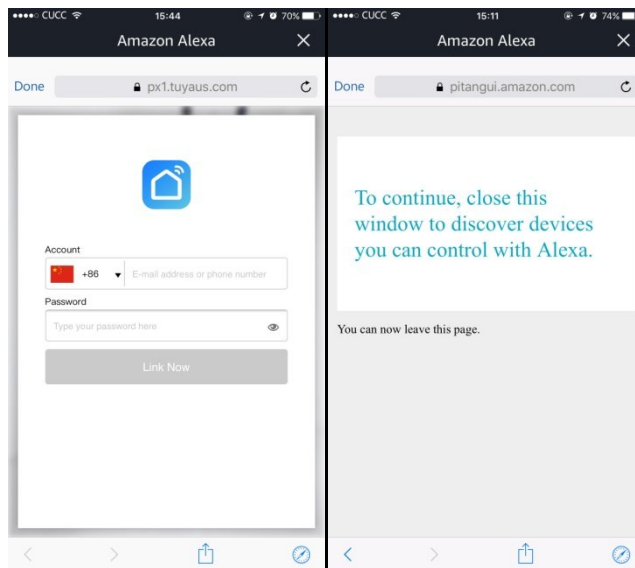 CUCC 15:44 70%
Amazon Alexa
Done px1.tuyaus.com
Account
+86 E-mail address or phone number
Password
Type your password here
Link Now
CUCC 15:11 74%
Amazon Alexa
Done pitangui.amazon.com
To continue, close this
window to discover devices
you can control with Alexa.
You can now leave this page.